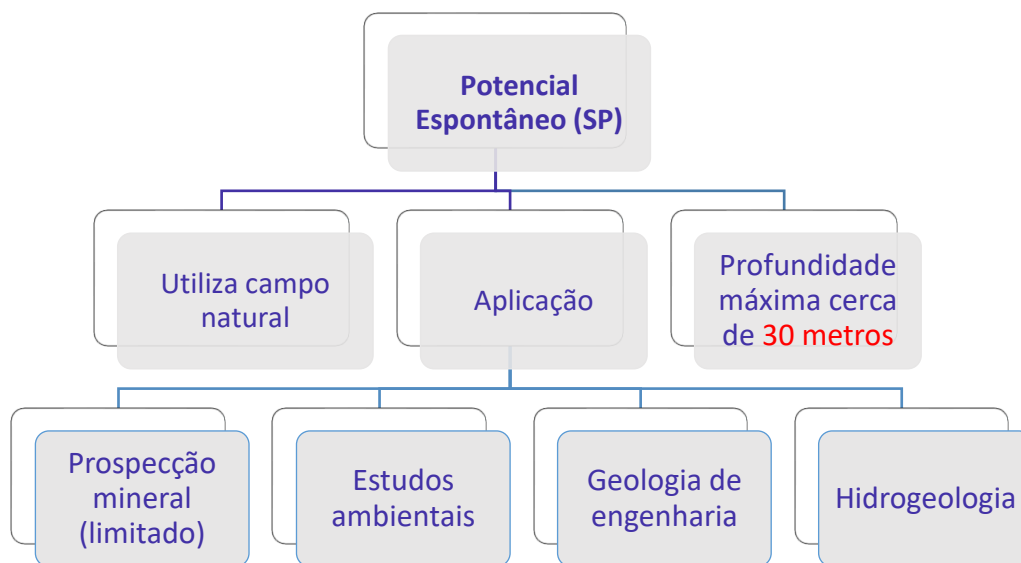 Potencial
Espontâneo (SP)
Utiliza campo
natural
Aplicação
Profundidade
máxima cerca
de 30 metros
Prospecção
mineral
(limitado)
Estudos
ambientais
Geologia de
engenharia
Hidrogeologia